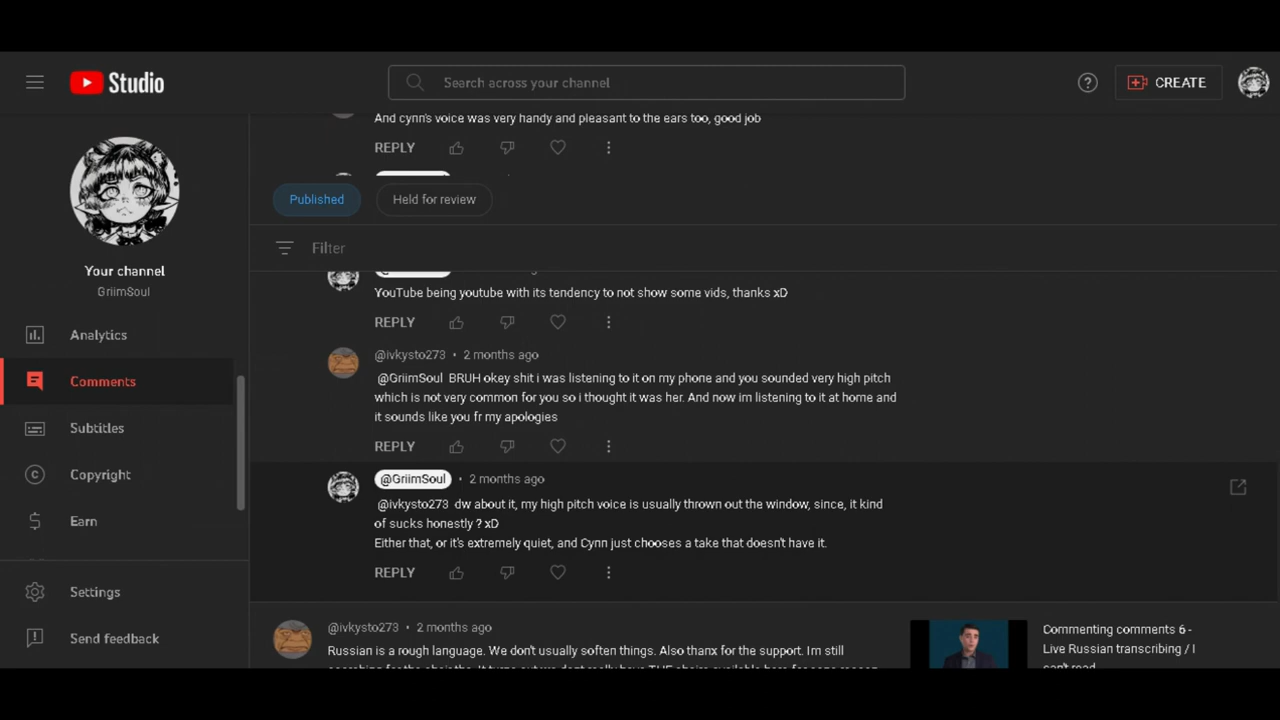 Studio
Search across your channel
CREATE
Your channel
GriimSoul
Analytics
Comments
Subtitles
Copyright
Earn
Settings
Send feedback
And cynn's voice was very handy and pleasant to the ears too, good job
REPLY
Published
Held for review
Filter
YouTube being youtube with its tendency to not show some vids, thanks xD
REPLY
@ivkysto273 • 2 months ago
@GriimSoul BRUH okey shit i was listening to it on my phone and you sounded very high pitch
which is not very common for you so i thought it was her. And now im listening to it at home and
it sounds like you fr my apologies
REPLY
@GriimSoul • 2 months ago
@ivkysto273 dw about it, my high pitch voice is usually thrown out the window, since, it kind
of sucks honestly ? xD
Either that, or it's extremely quiet, and Cynn just chooses a take that doesn't have it.
REPLY
@ivkysto273 • 2 months ago
Russian is a rough language. We don't usually soften things. Also thanx for the support. Im still
Commenting comments 6 -
Live Russian transcribing / I
can't read